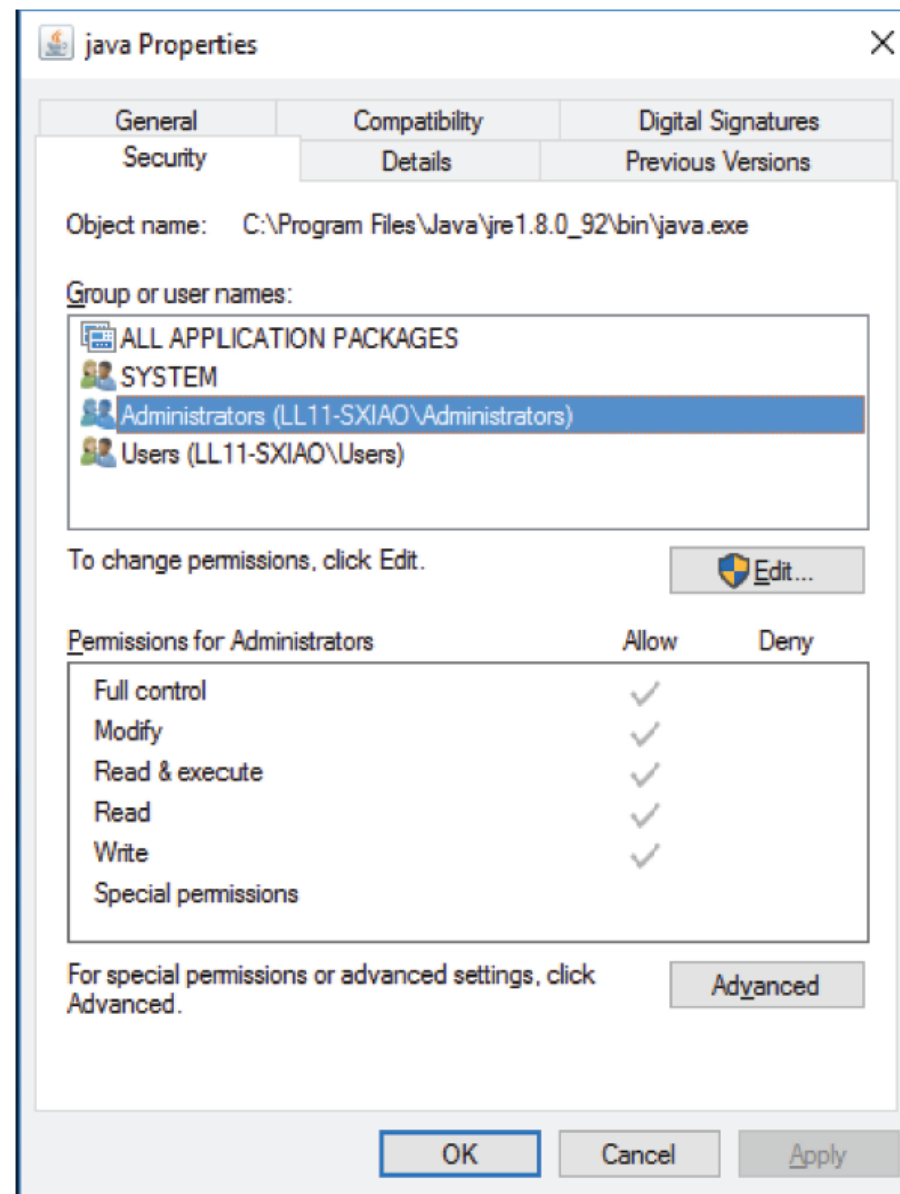 java Properties
General Compatibility Digital Signatures
Security Details Previous Versions
Object name: C:\Program Files\Java\jre1.8.0_92\bin\java.exe
Group or user names:
ALL APPLICATION PACKAGES
SYSTEM
Administrators (LL11-SXIAO\Administrators)
Users (LL11-SXIAO\Users)
To change permissions, click Edit.
Edit...
Permissions for Administrators Allow Deny
Full control
Modify
Read & execute
Read
Write
Special permissions
For special permissions or advanced settings, click
Advanced.
Advanced
OK Cancel Apply